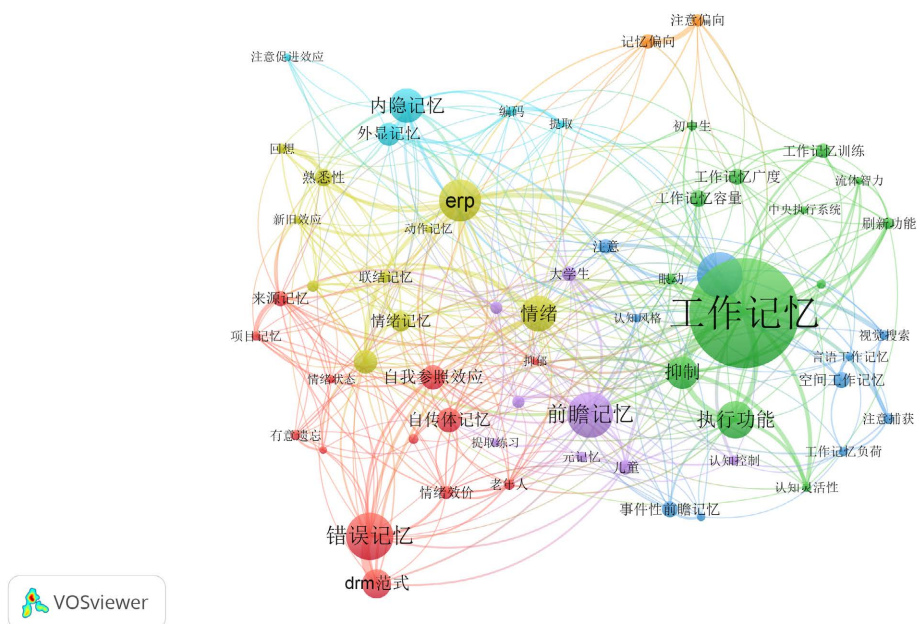 注意偏向
记忆偏向
注意促进效应
内隐记忆
外显记忆
编码
提取
初中生
回想
工作记忆训练
熟悉性
工作记忆广度
流体智力
erp
工作记忆容量
中央执行系统
新旧效应
动作记忆
刷新功能
注意
联结记忆
大学生
眼动
来源记忆
情绪记忆
情绪
认知风格
工作记忆
项目记忆
视觉搜索
抑郁
言语工作记忆
情绪状态
自我参照效应
抑制
空间工作记忆
自传体记忆
前瞻记忆
执行功能
注意捕获
有意遗忘
提取练习
元记忆
儿童
认知控制
工作记忆负荷
情绪效价
老年人
认知灵活性
事件性前瞻记忆
错误记忆
drm范式
VOSviewer